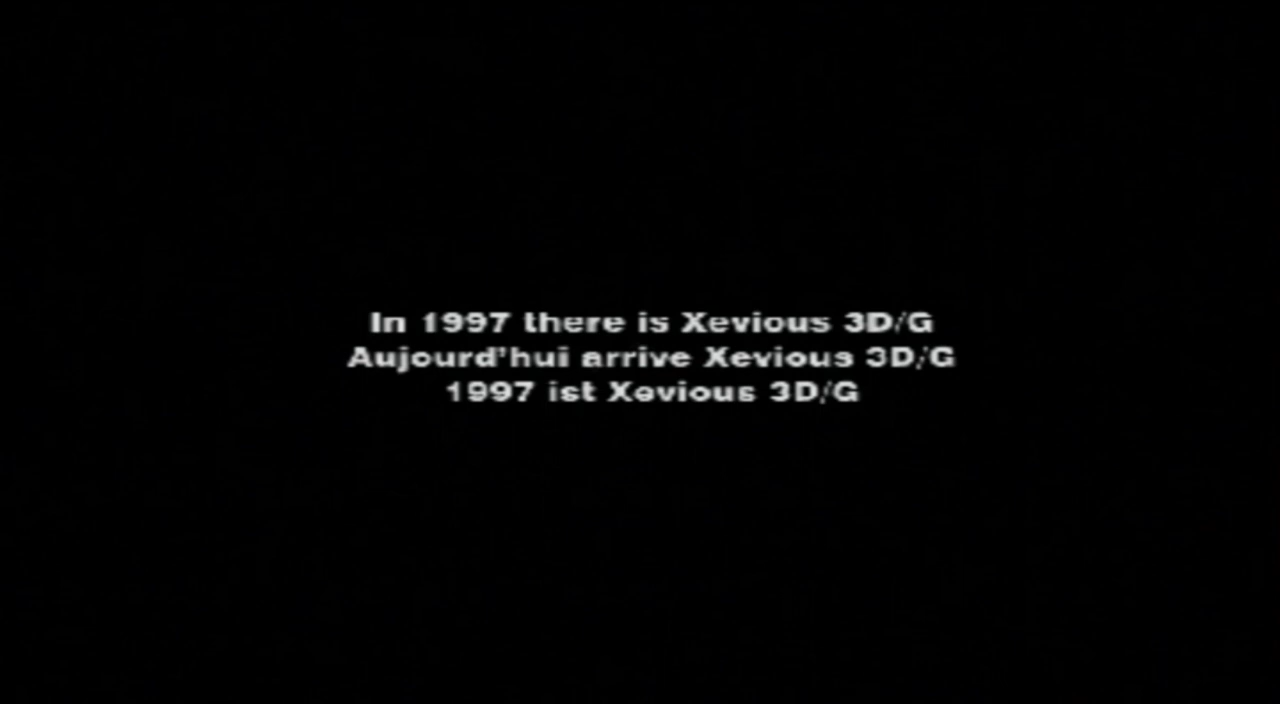 In 1997 there is Xevious 3D/G
Aujourd'hui arrive Xevious 3D/G
1997 ist Xevious 3D/G